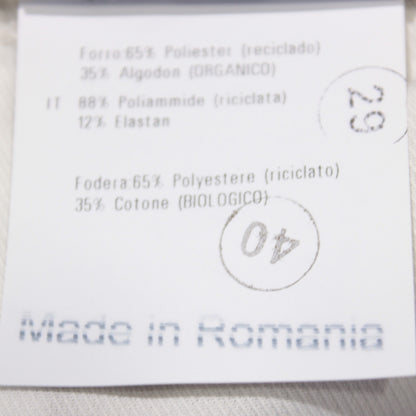 Forro:65% Poliester (reciclado)
35% Algodon (ORGANICO)
IT 88% Poliammide (riciclata)
12% Elastan
29
Fodera:65% Polyestere (riciclato)
35% Cotone (BIOLOGICO)
40
Made in Romania